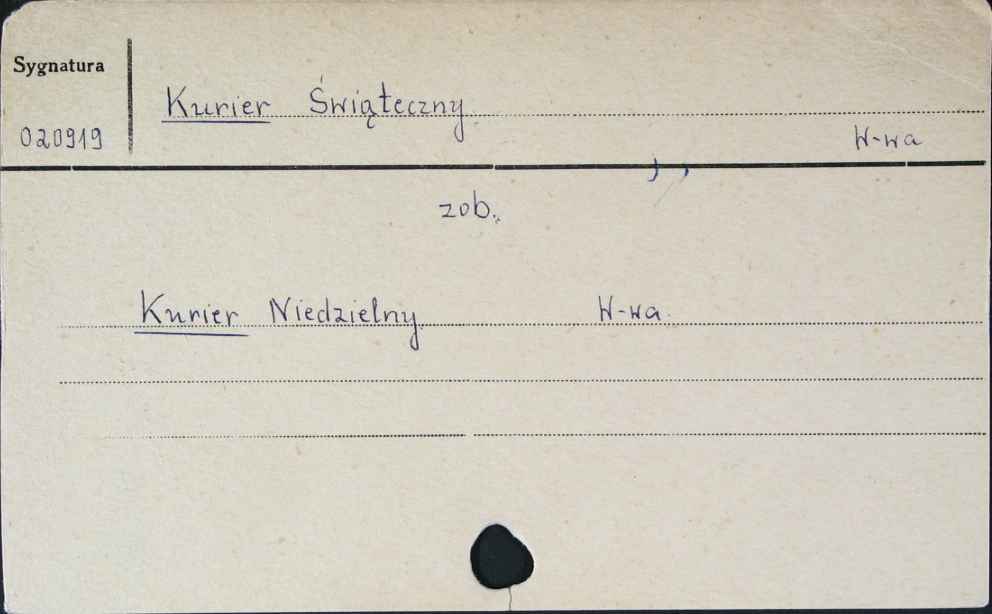 Sygnatura
Kurier Świąteczny
020919
W-wa
zob.
Kurier Niedzielny W-wa.